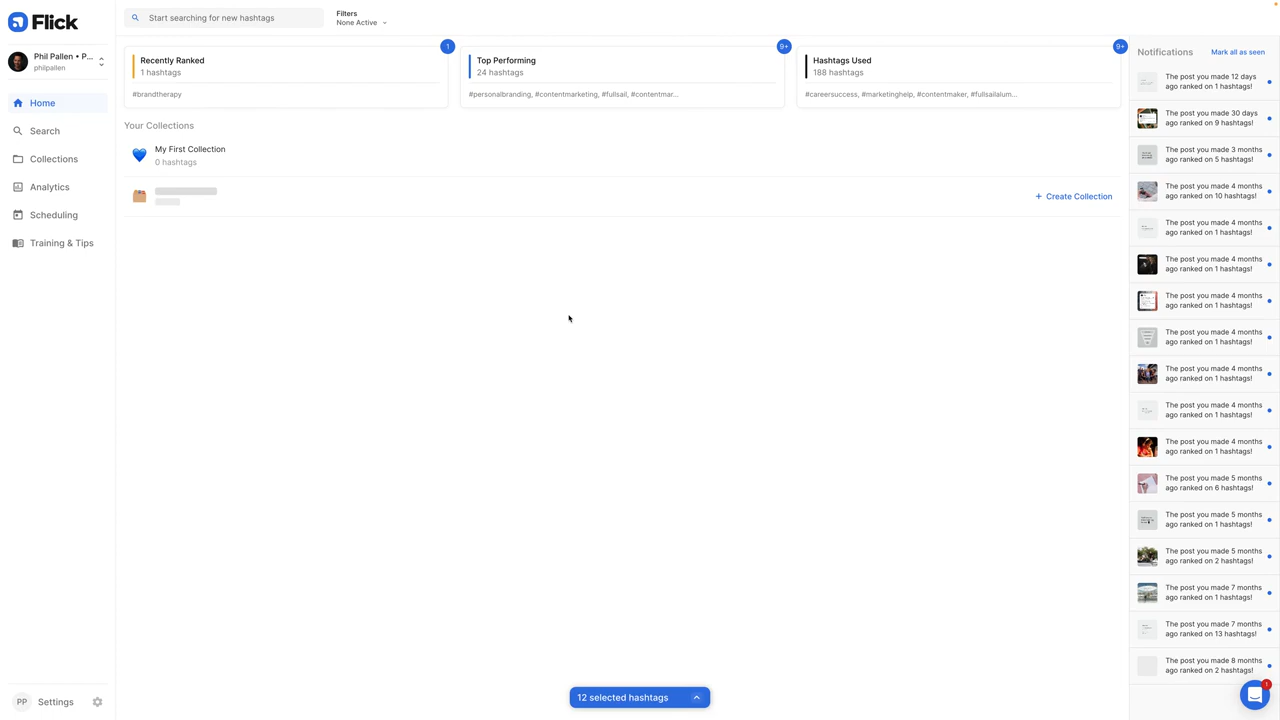 Flick
Phil Pallen • P...
philpallen
Home
Search
Collections
Analytics
Scheduling
Training & Tips
PP
Settings
Start searching for new hashtags
Filters
None Active
1
Recently Ranked
1 hashtags
#brandtherapy
9+
Top Performing
24 hashtags
#personalbranding, #contentmarketing, #fullsail, #contentmar...
9+
Hashtags Used
188 hashtags
#careersuccess, #marketinghelp, #contentmaker, #fullsailalum...
Your Collections
My First Collection
0 hashtags
+ Create Collection
12 selected hashtags
Notifications
Mark all as seen
The post you made 12 days
ago ranked on 1 hashtags!
The post you made 30 days
ago ranked on 9 hashtags!
The post you made 3 months
ago ranked on 5 hashtags!
The post you made 4 months
ago ranked on 10 hashtags!
The post you made 4 months
ago ranked on 1 hashtags!
The post you made 4 months
ago ranked on 1 hashtags!
The post you made 4 months
ago ranked on 1 hashtags!
The post you made 4 months
ago ranked on 1 hashtags!
The post you made 4 months
ago ranked on 1 hashtags!
The post you made 4 months
ago ranked on 1 hashtags!
The post you made 4 months
ago ranked on 1 hashtags!
The post you made 5 months
ago ranked on 6 hashtags!
The post you made 5 months
ago ranked on 1 hashtags!
The post you made 5 months
ago ranked on 2 hashtags!
The post you made 7 months
ago ranked on 1 hashtags!
The post you made 7 months
ago ranked on 13 hashtags!
The post you made 8 months
ago ranked on 2 hashtags!
1